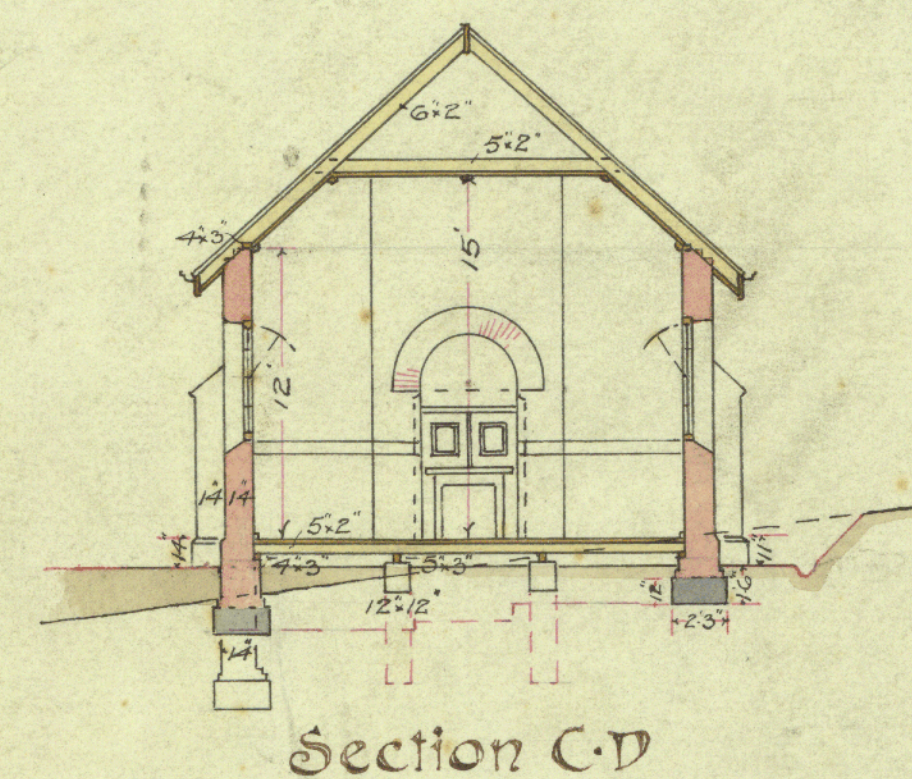 6"x2"
5"x2"
4"x3"
15'
12'
14" 14"
5"x2"
14"
4"x3"
5"x3"
11"
12"x12"
12"
1'6"
2'3"
14"
Section C·D